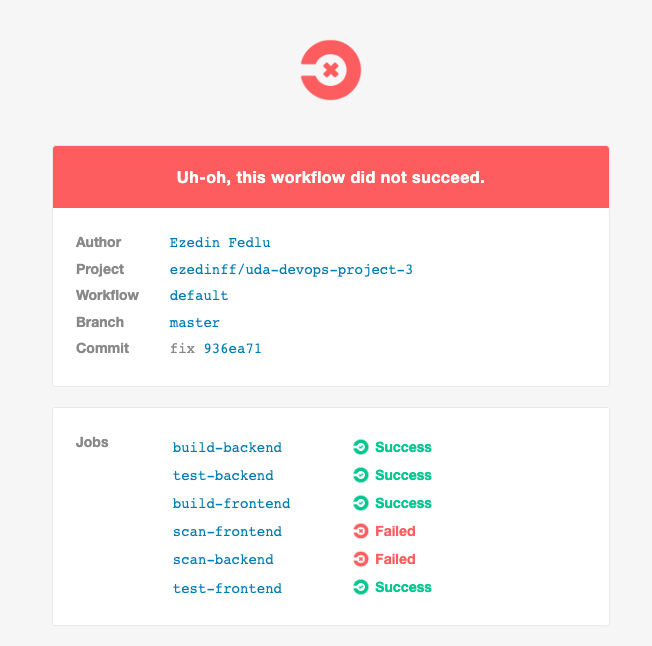 Uh-oh, this workflow did not succeed.
Author Ezedin Fedlu
Project ezedinff/uda-devops-project-3
Workflow default
Branch master
Commit fix 936ea71
Jobs
build-backend Success
test-backend Success
build-frontend Success
scan-frontend Failed
scan-backend Failed
test-frontend Success